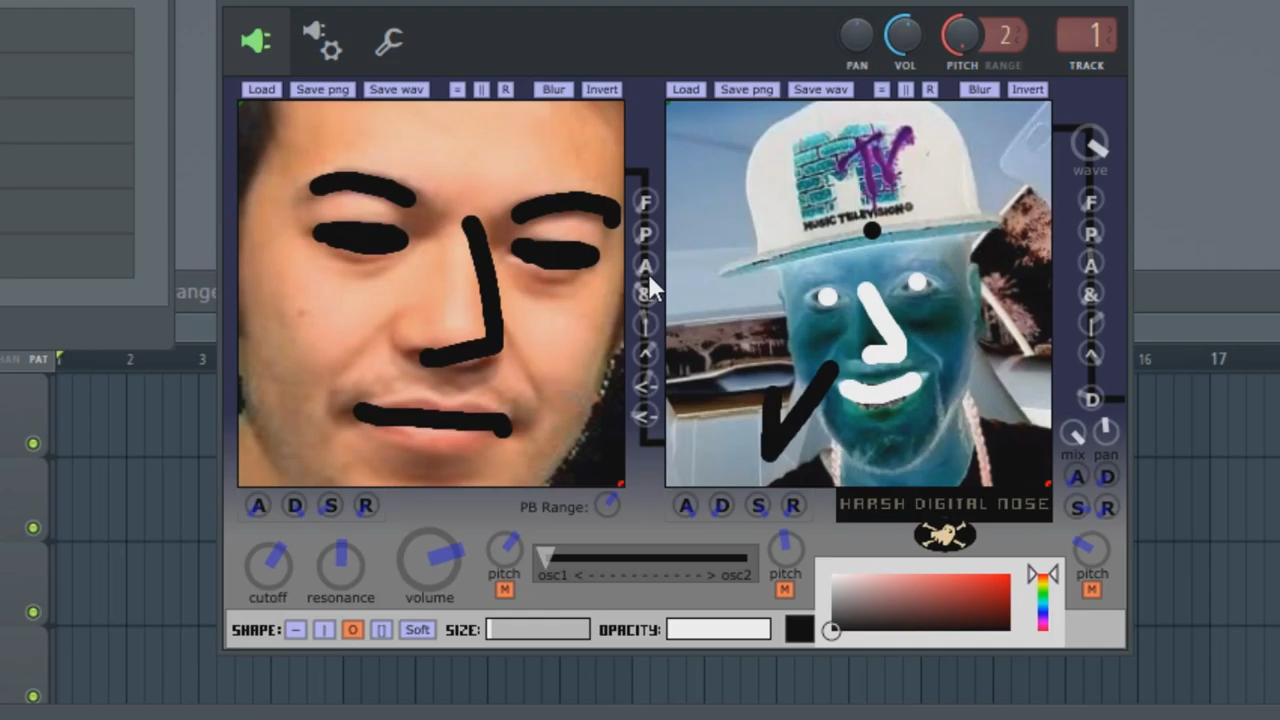 2
1
PAN VOL PITCH RANGE TRACK
Load Save png Save wav = || R Blur Invert
Load Save png Save wav = || R Blur Invert
MTV
MUSIC TELEVISION®
wave
F
P
A
&
|
^
<-
<-
F
P
A
&
|
^
D
mix pan
A D
S R
ange
HAN PAT 2 3 16 17
A D S R PB Range:
A D S R
HARSH DIGITAL NOSE
cutoff resonance volume pitch osc1 < - - - - - - - - - - - > osc2 pitch pitch
M M M
SHAPE: – | O [] Soft SIZE: OPACITY: